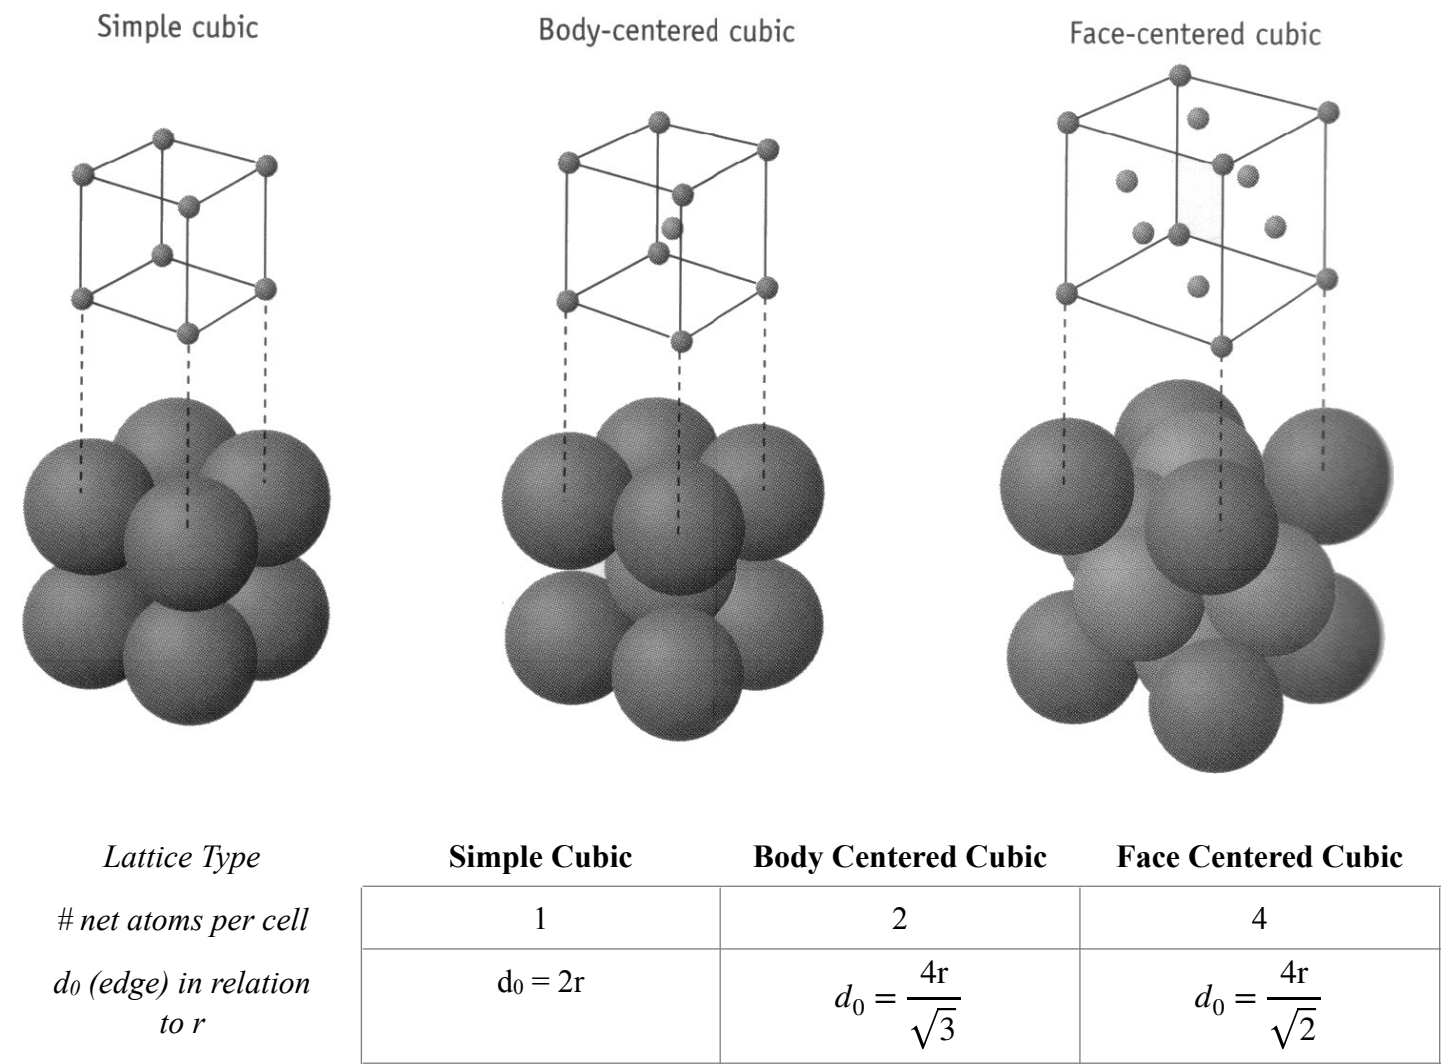 Simple cubic
Body-centered cubic
Face-centered cubic
Lattice Type Simple Cubic Body Centered Cubic Face Centered Cubic
# net atoms per cell 1 2 4
d₀ (edge) in relation to r d₀ = 2r d₀ = 4r/√3 d₀ = 4r/√2